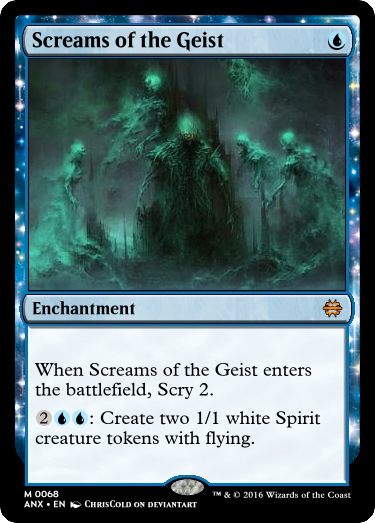 Screams of the Geist
Enchantment
When Screams of the Geist enters
the battlefield, Scry 2.
2: Create two 1/1 white Spirit
creature tokens with flying.
M 0068
ANX • EN ChrisCold on deviantart
™ & © 2016 Wizards of the Coast